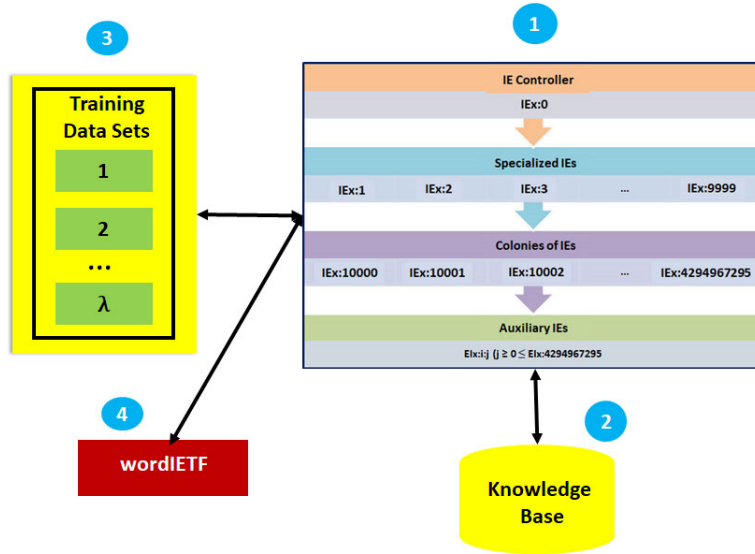 3
Training
Data Sets
1
2
...
λ
1
IE Controller
IEx:0
Specialized IEs
IEx:1 IEx:2 IEx:3 ... IEx:9999
Colonies of IEs
IEx:10000 IEx:10001 IEx:10002 ... IEx:4294967295
Auxiliary IEs
EIx:i:j (j ≥ 0 ≤ EIx:4294967295
4
wordIETF
2
Knowledge
Base